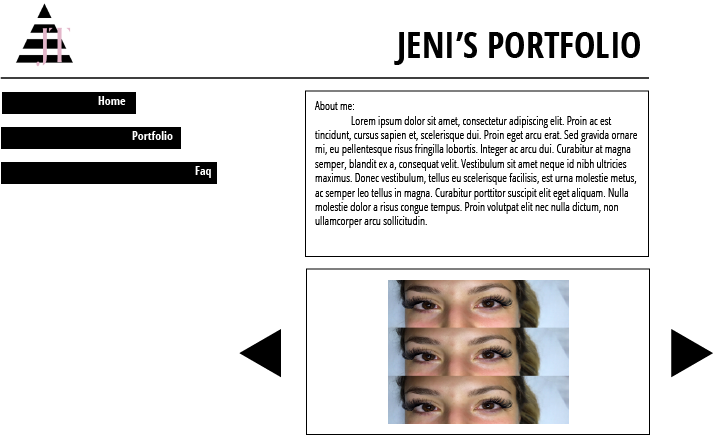 JT
JENI'S PORTFOLIO
Home
Portfolio
Faq
About me:
Lorem ipsum dolor sit amet, consectetur adipiscing elit. Proin ac est
tincidunt, cursus sapien et, scelerisque dui. Proin eget arcu erat. Sed gravida ornare
mi, eu pellentesque risus fringilla lobortis. Integer ac arcu dui. Curabitur at magna
semper, blandit ex a, consequat velit. Vestibulum sit amet neque id nibh ultricies
maximus. Donec vestibulum, tellus eu scelerisque facilisis, est urna molestie metus,
ac semper leo tellus in magna. Curabitur porttitor suscipit elit eget aliquam. Nulla
molestie dolor a risus congue tempus. Proin volutpat elit nec nulla dictum, non
ullamcorper arcu sollicitudin.